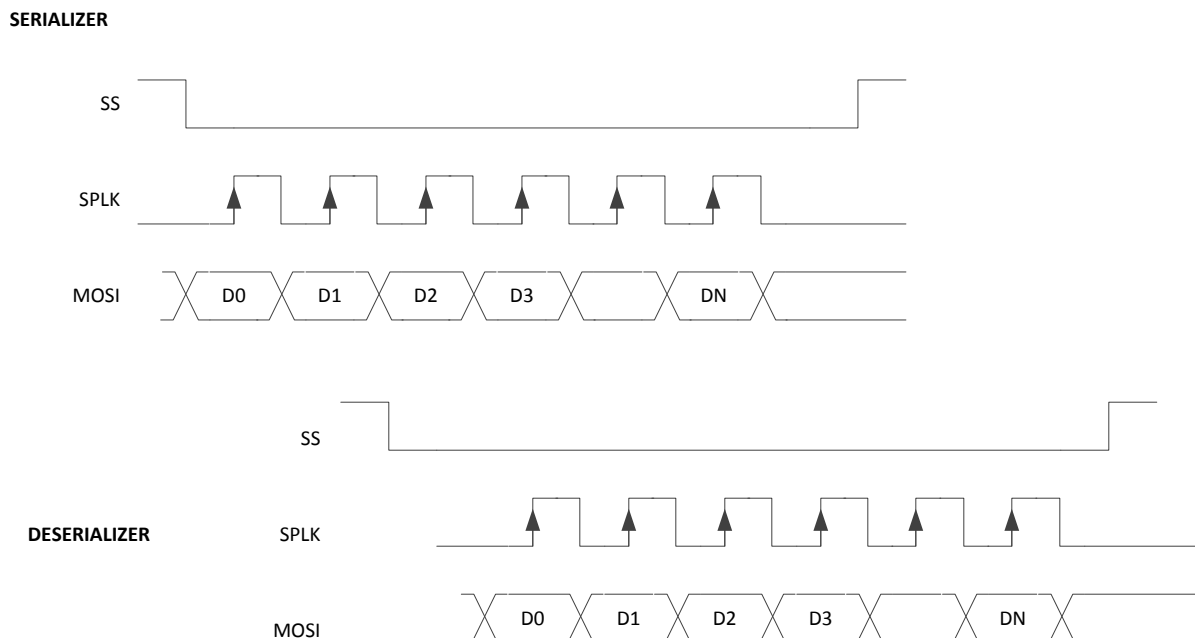 SERIALIZER
SS
SPLK
MOSI D0 D1 D2 D3 DN
SS
DESERIALIZER SPLK
MOSI D0 D1 D2 D3 DN